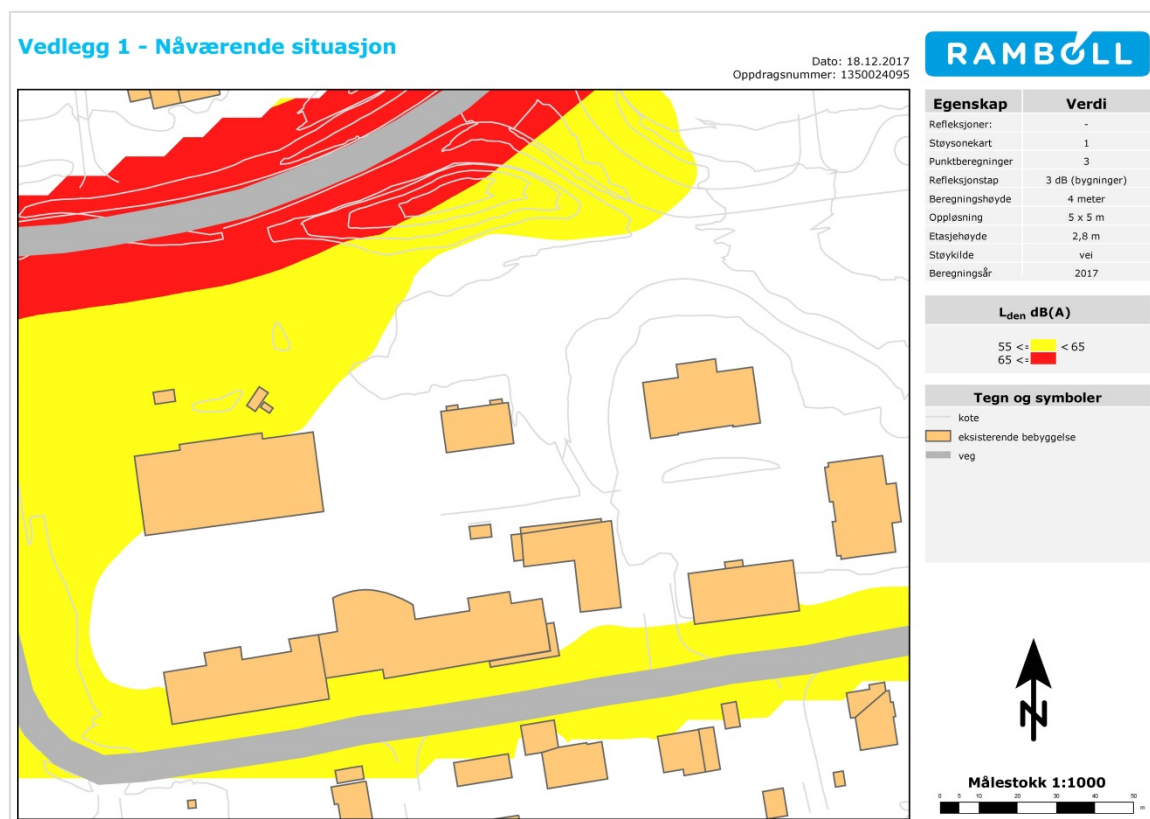 Vedlegg 1 - Nåværende situasjon
Dato: 18.12.2017
Oppdragsnummer: 1350024095
RAMBOLL
Egenskap Verdi
Refleksjoner: -
Støysonekart 1
Punktberegninger 3
Refleksjonstap 3 dB (bygninger)
Beregningshøyde 4 meter
Oppløsning 5 x 5 m
Etasjehøyde 2,8 m
Støykilde vei
Beregningsår 2017
Lden dB(A)
55 <= < 65
65 <=
Tegn og symboler
kote
eksisterende bebyggelse
veg
N
Målestokk 1:1000
0 5 10 20 30 40 50
m